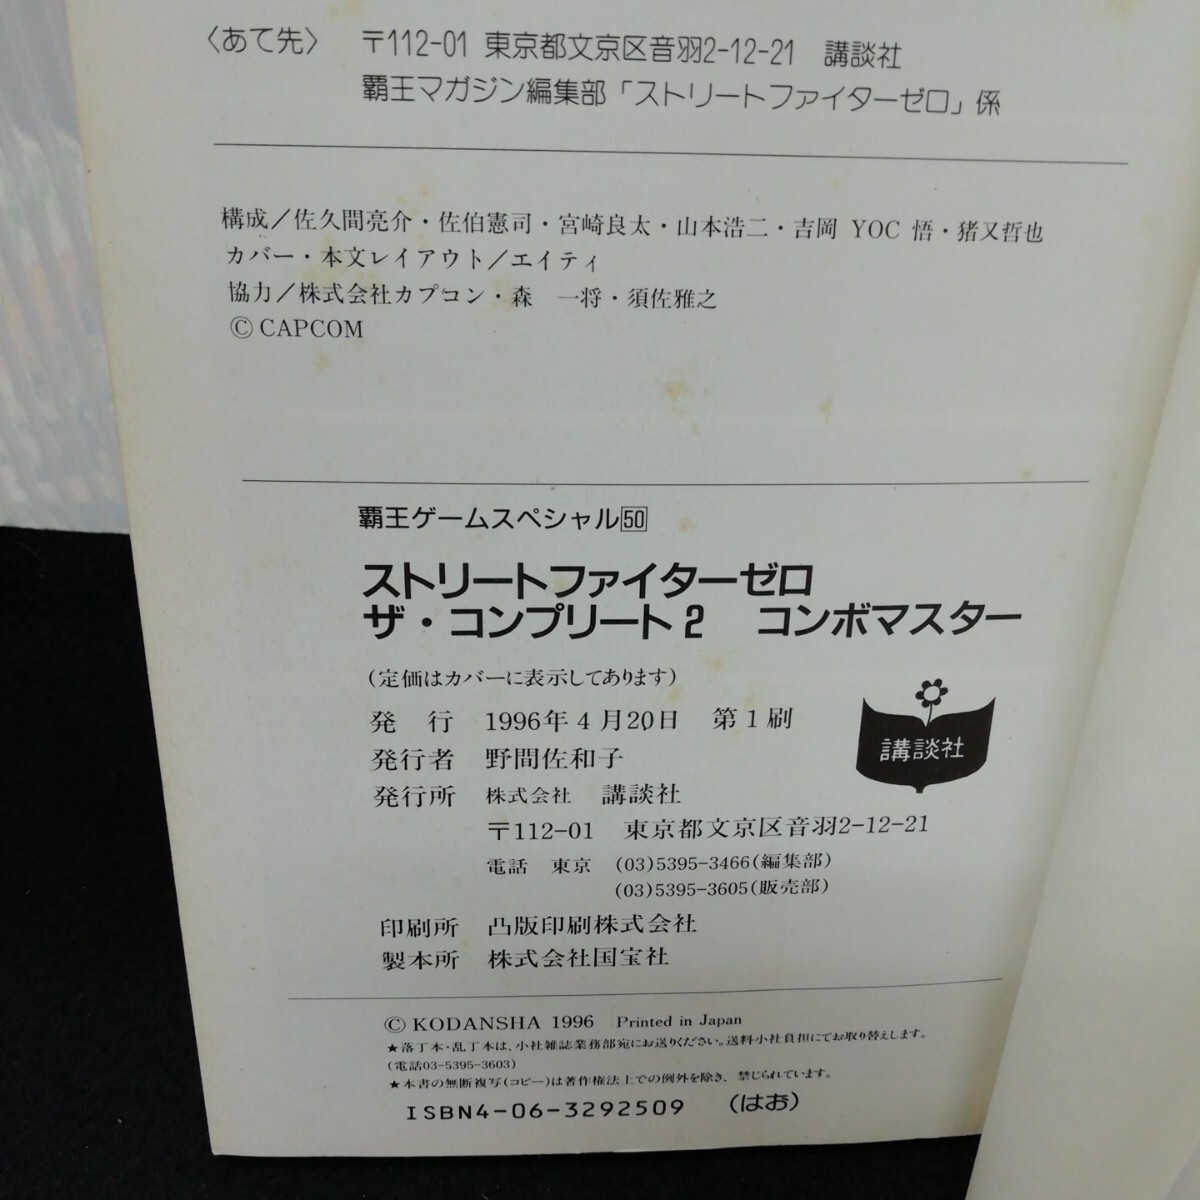 〈あて先〉 〒112-01 東京都文京区音羽2-12-21 講談社
覇王マガジン編集部「ストリートファイターゼロ」係
構成／佐久間亮介・佐伯憲司・宮崎良太・山本浩二・吉岡 YOC 悟・猪又哲也
カバー・本文レイアウト／エイティ
協力／株式会社カプコン・森 一将・須佐雅之
© CAPCOM
覇王ゲームスペシャル50
ストリートファイターゼロ
ザ・コンプリート2 コンボマスター
（定価はカバーに表示してあります）
発 行 1996年4月20日 第1刷
発行者 野間佐和子
発行所 株式会社 講談社
〒112-01 東京都文京区音羽2-12-21
電話 東京 (03)5395-3466(編集部)
(03)5395-3605(販売部)
講談社
印刷所 凸版印刷株式会社
製本所 株式会社国宝社
© KODANSHA 1996 Printed in Japan
★落丁本・乱丁本は、小社雑誌業務部宛にお送りください。送料小社負担にてお取り替えします。
(電話03-5395-3603)
★本書の無断複写(コピー)は著作権法上での例外を除き、禁じられています。
ISBN4-06-3292509 (はお)